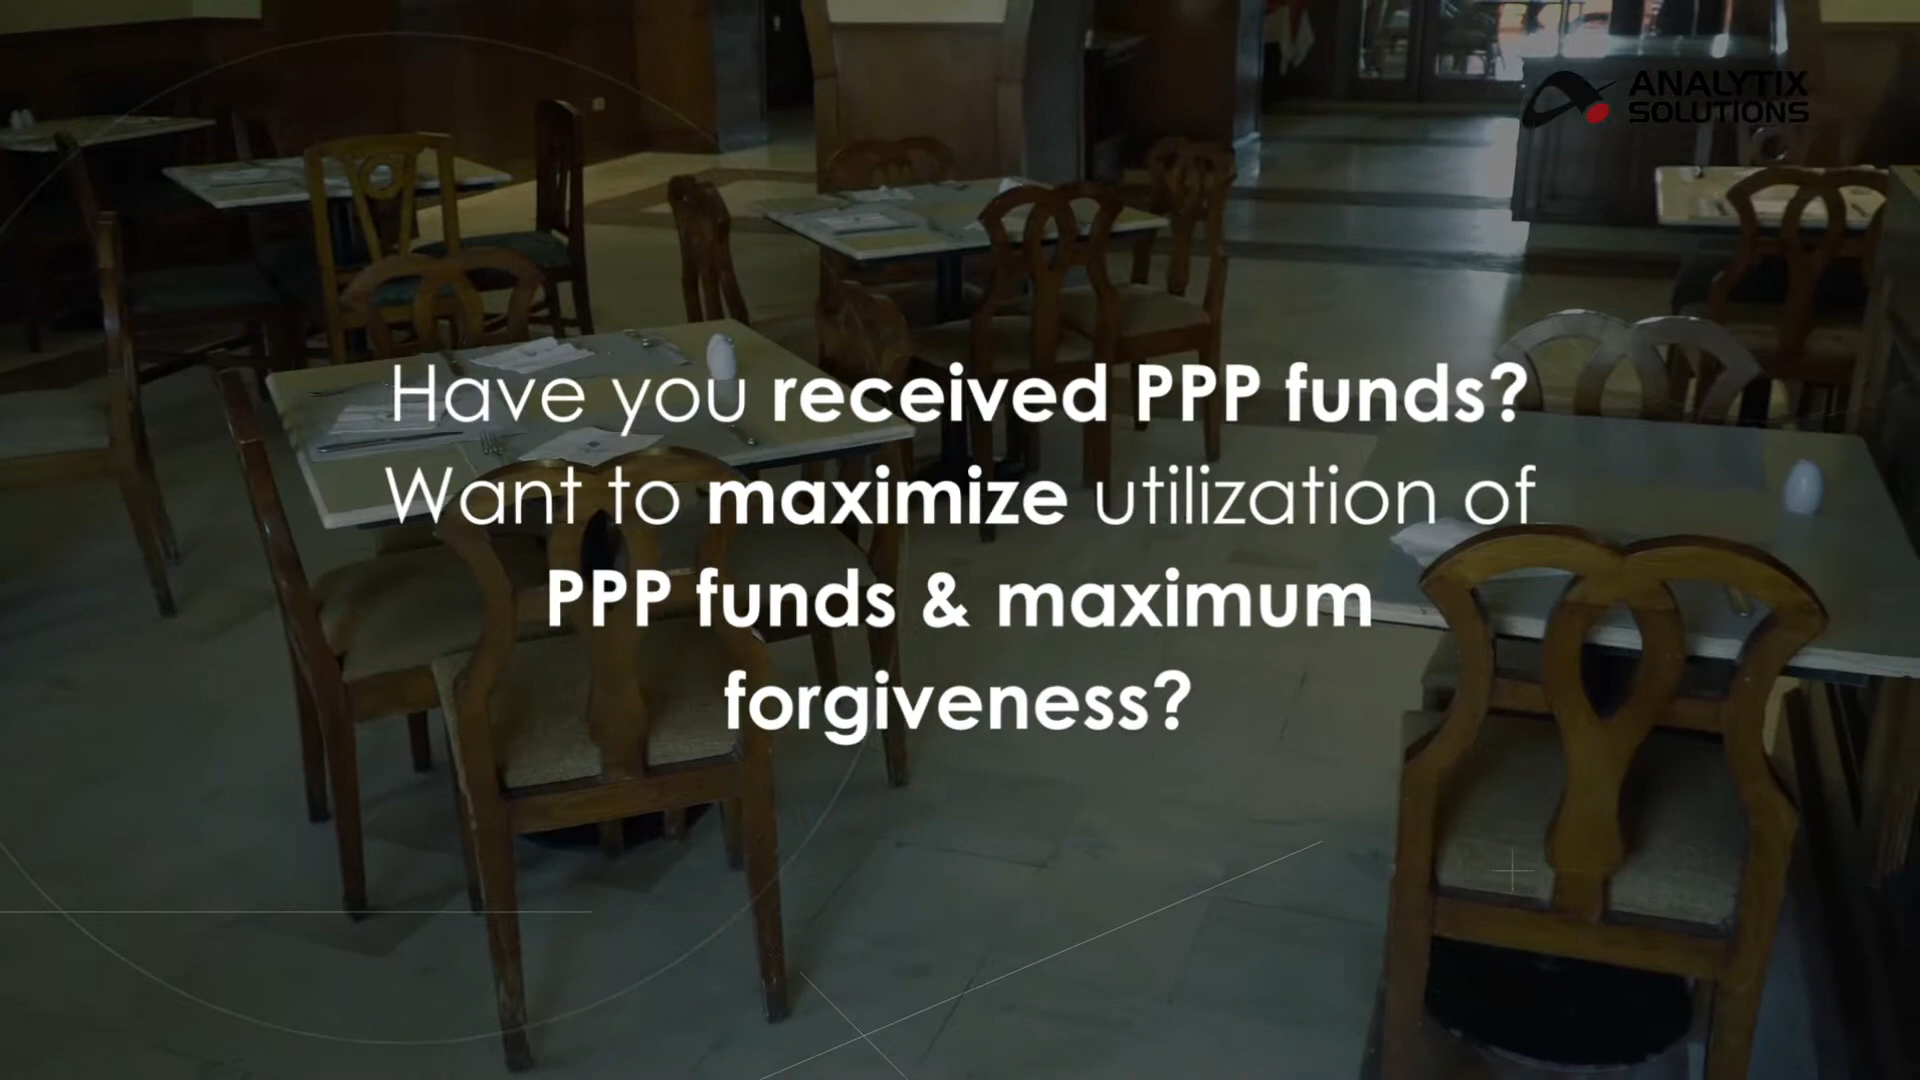 ANALYTIX
SOLUTIONS
Have you received PPP funds?
Want to maximize utilization of
PPP funds & maximum
forgiveness?